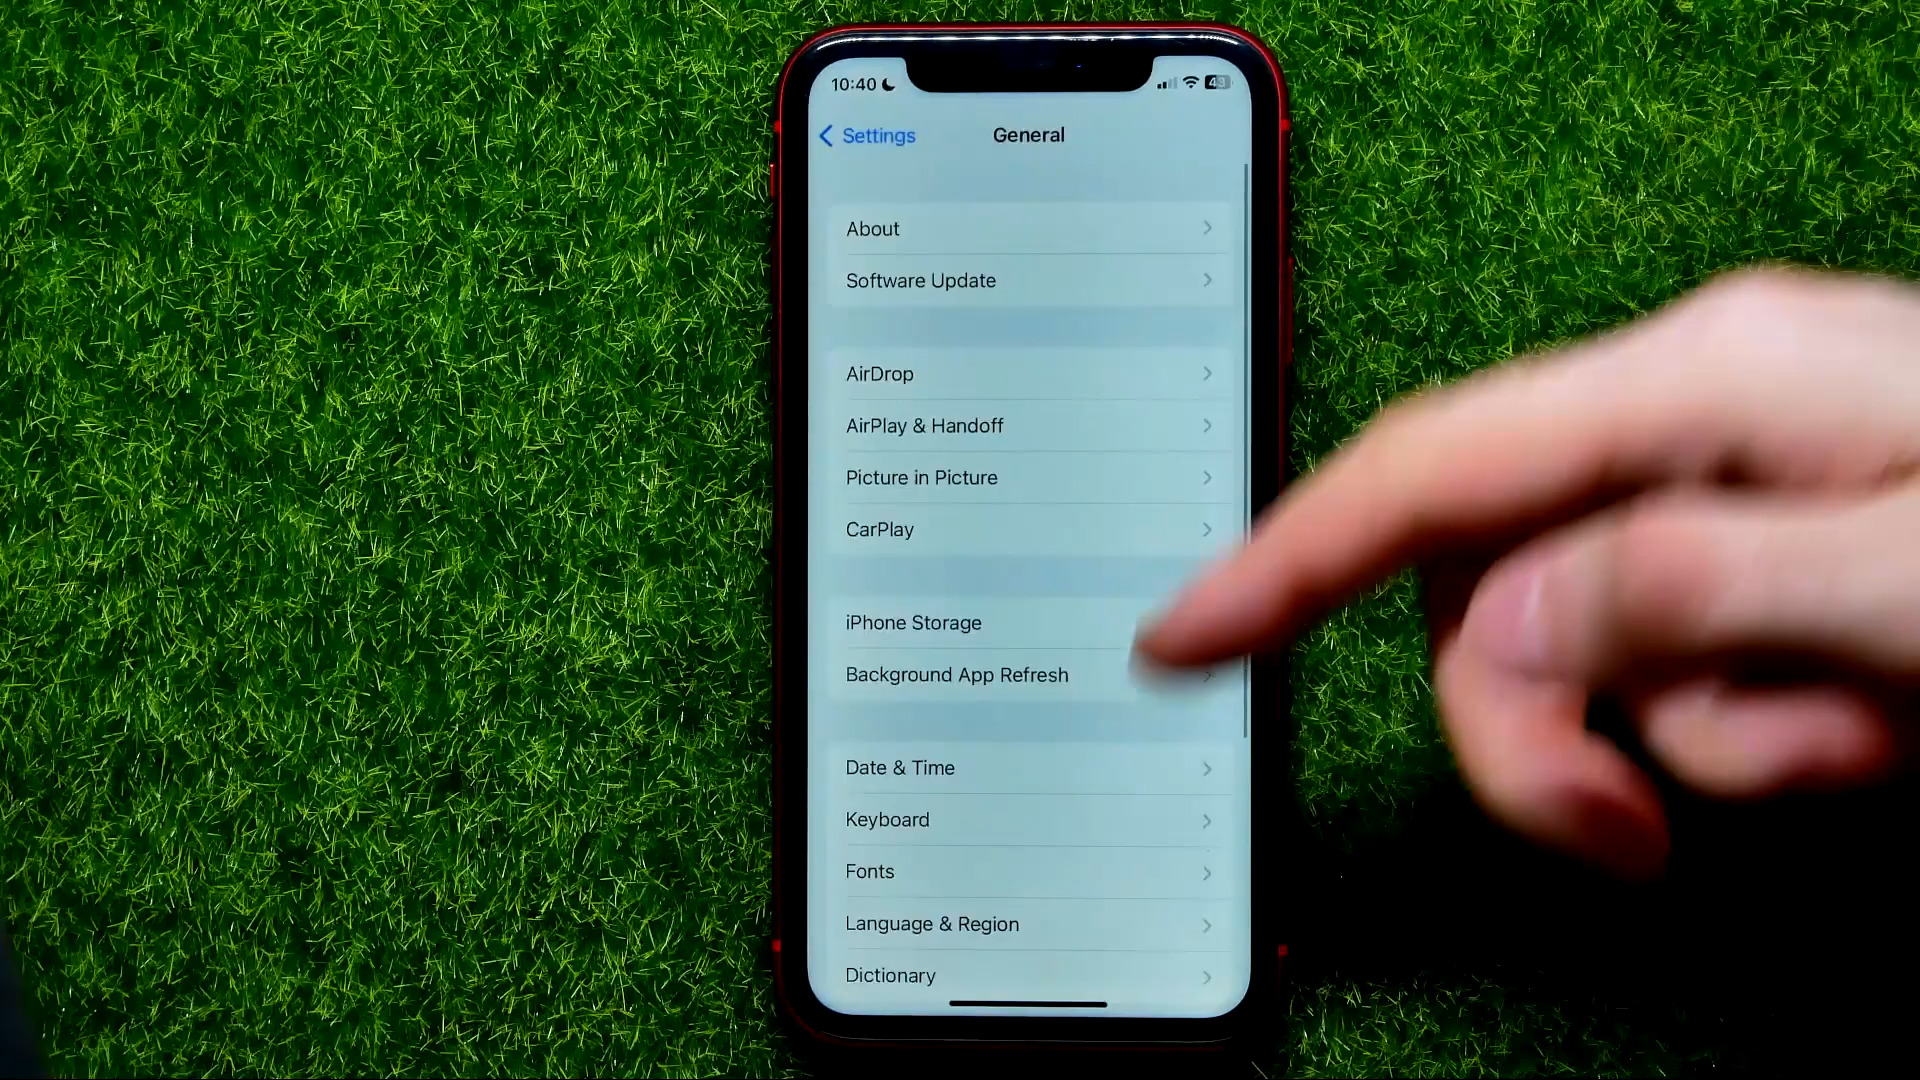 10:40
43
Settings
General
About
Software Update
AirDrop
AirPlay & Handoff
Picture in Picture
CarPlay
iPhone Storage
Background App Refresh
Date & Time
Keyboard
Fonts
Language & Region
Dictionary